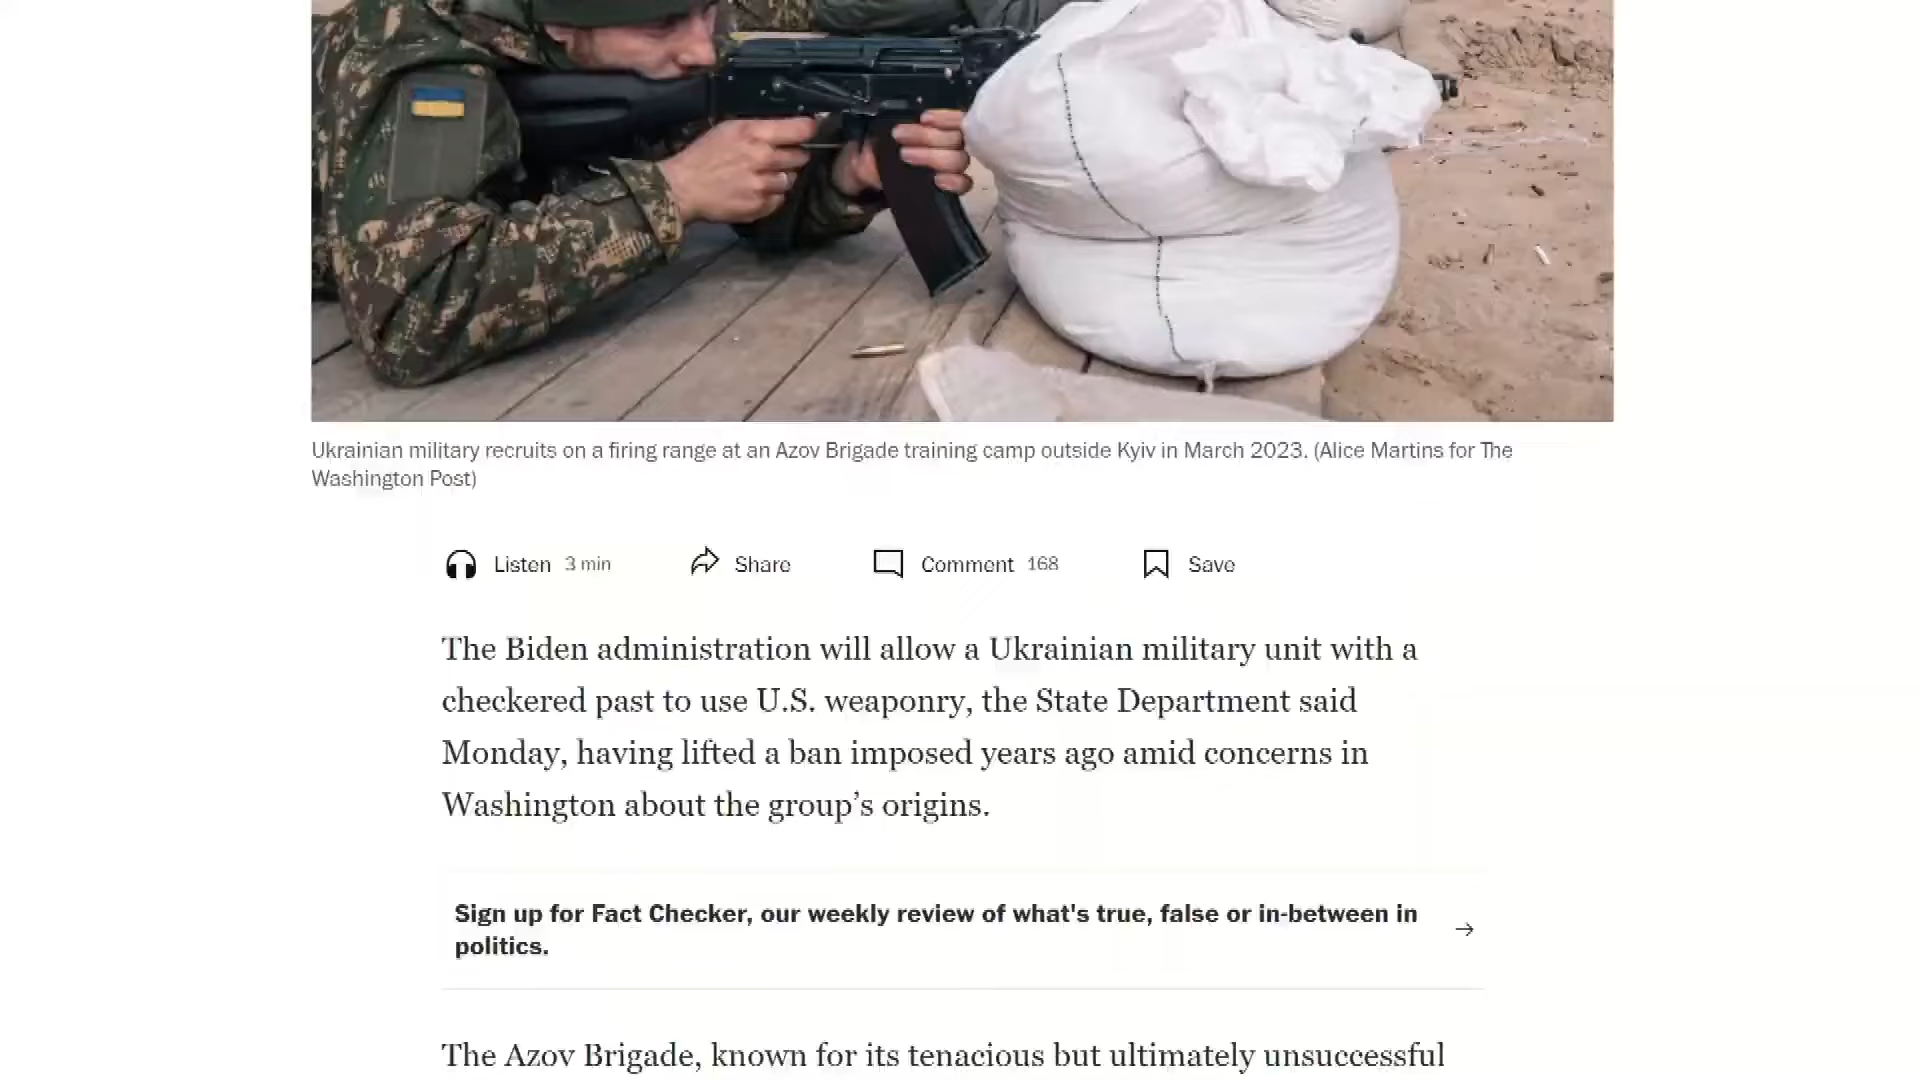 Ukrainian military recruits on a firing range at an Azov Brigade training camp outside Kyiv in March 2023. (Alice Martins for The
Washington Post)
Listen 3 min Share Comment 168 Save
The Biden administration will allow a Ukrainian military unit with a
checkered past to use U.S. weaponry, the State Department said
Monday, having lifted a ban imposed years ago amid concerns in
Washington about the group’s origins.
Sign up for Fact Checker, our weekly review of what's true, false or in-between in
politics.
The Azov Brigade, known for its tenacious but ultimately unsuccessful